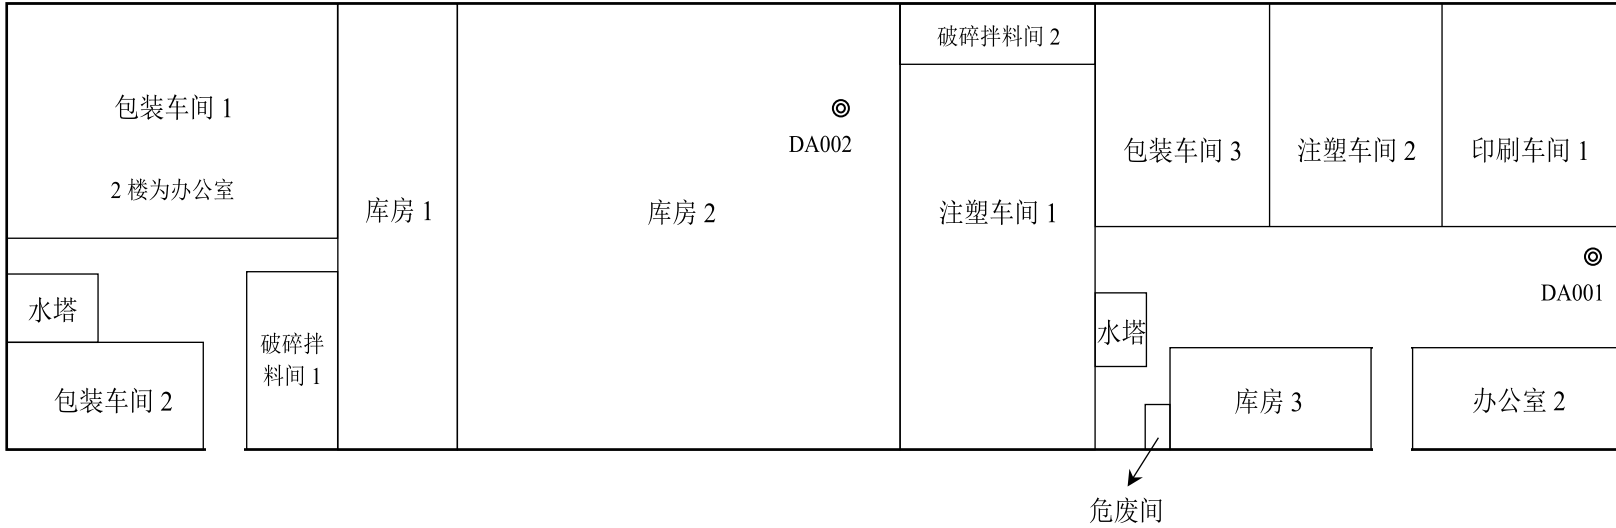 破碎拌料间 2
包装车间 1
DA002
包装车间 3
注塑车间 2
印刷车间 1
2 楼为办公室
库房 1
库房 2
注塑车间 1
DA001
水塔
水塔
破碎拌
料间 1
包装车间 2
库房 3
办公室 2
危废间